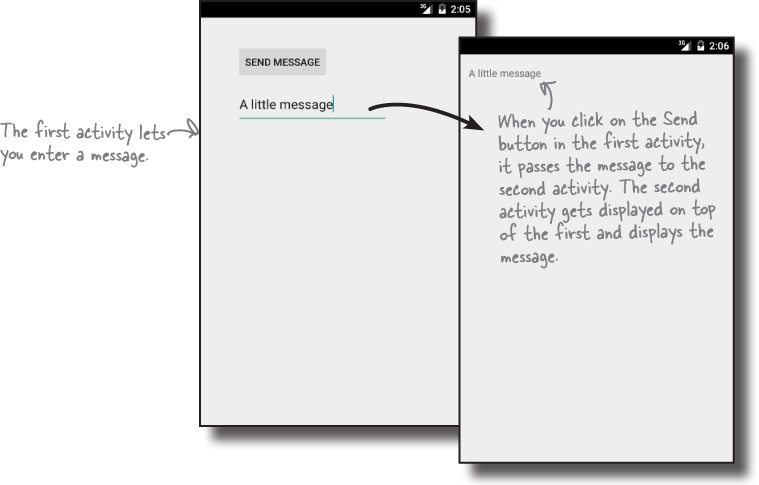 The first activity lets
you enter a message.
3G 2:05
SEND MESSAGE
A little message
3G 2:06
A little message
When you click on the Send
button in the first activity,
it passes the message to the
second activity. The second
activity gets displayed on top
of the first and displays the
message.